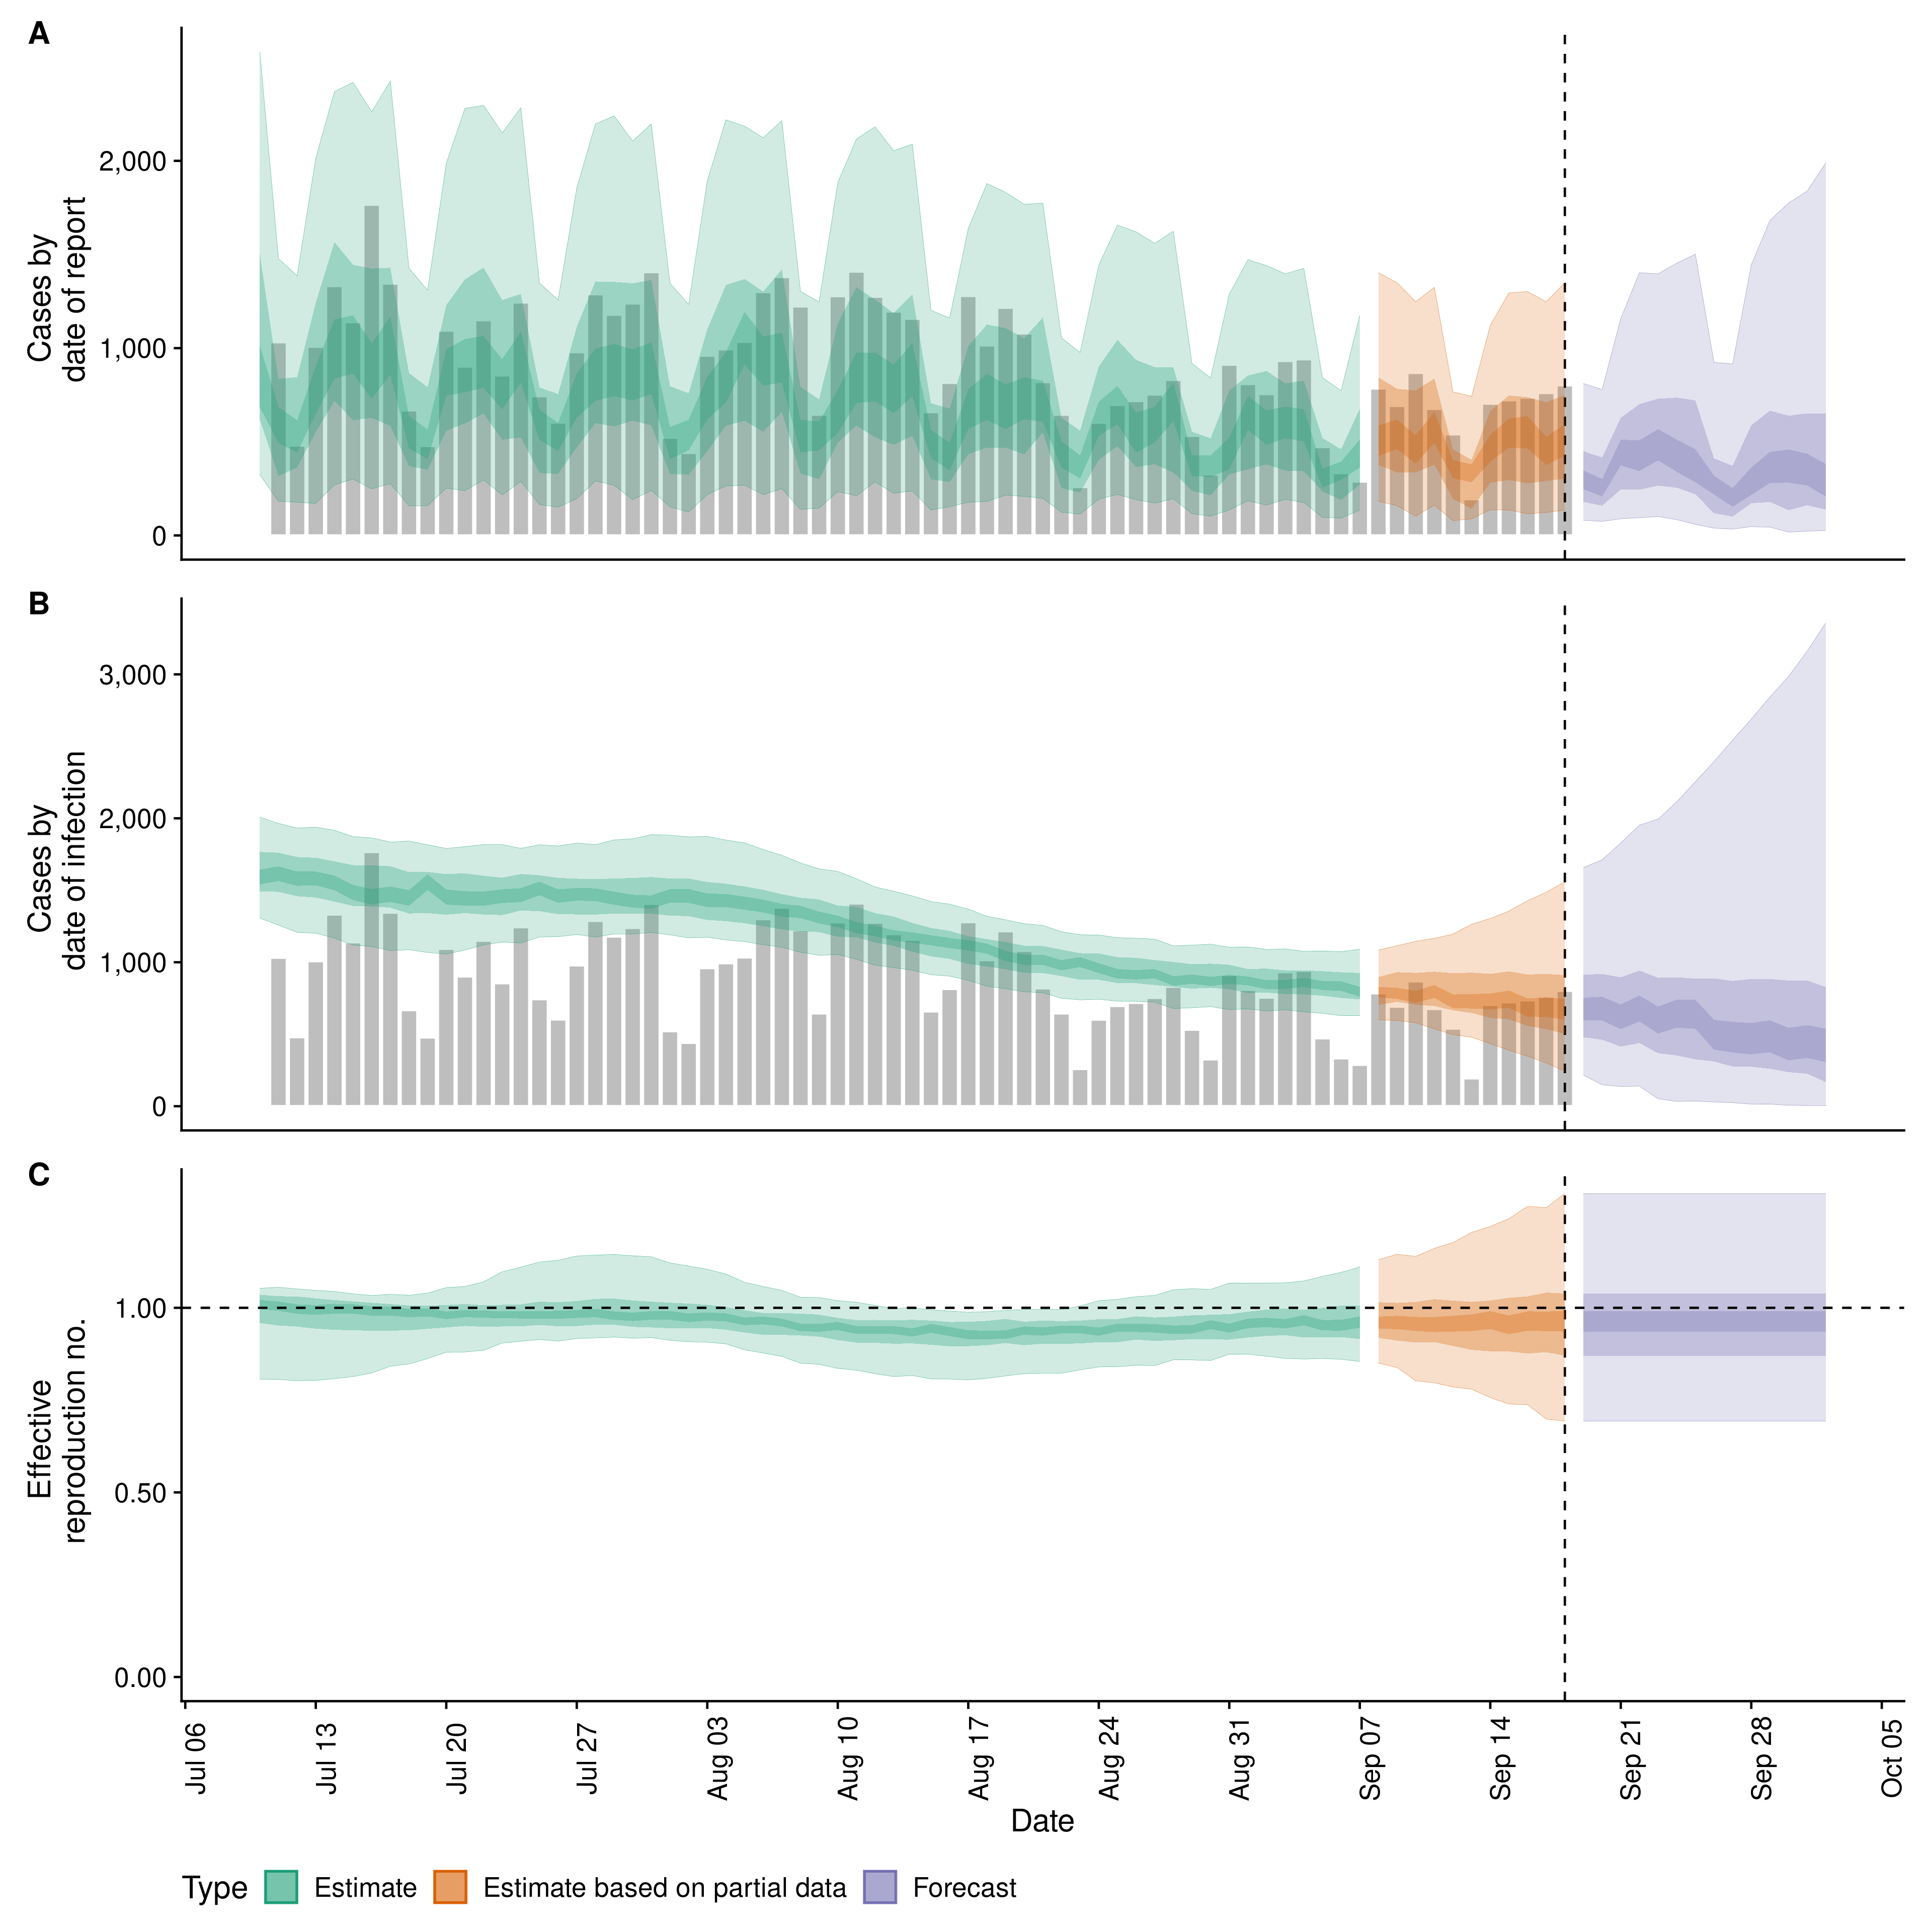 A
Cases by
date of report
2,000
1,000
0
B
Cases by
date of infection
3,000
2,000
1,000
0
C
Effective
reproduction no.
1.00
0.50
0.00
Jul 06
Jul 13
Jul 20
Jul 27
Aug 03
Aug 10
Aug 17
Aug 24
Aug 31
Sep 07
Sep 14
Sep 21
Sep 28
Oct 05
Date
Type Estimate Estimate based on partial data Forecast